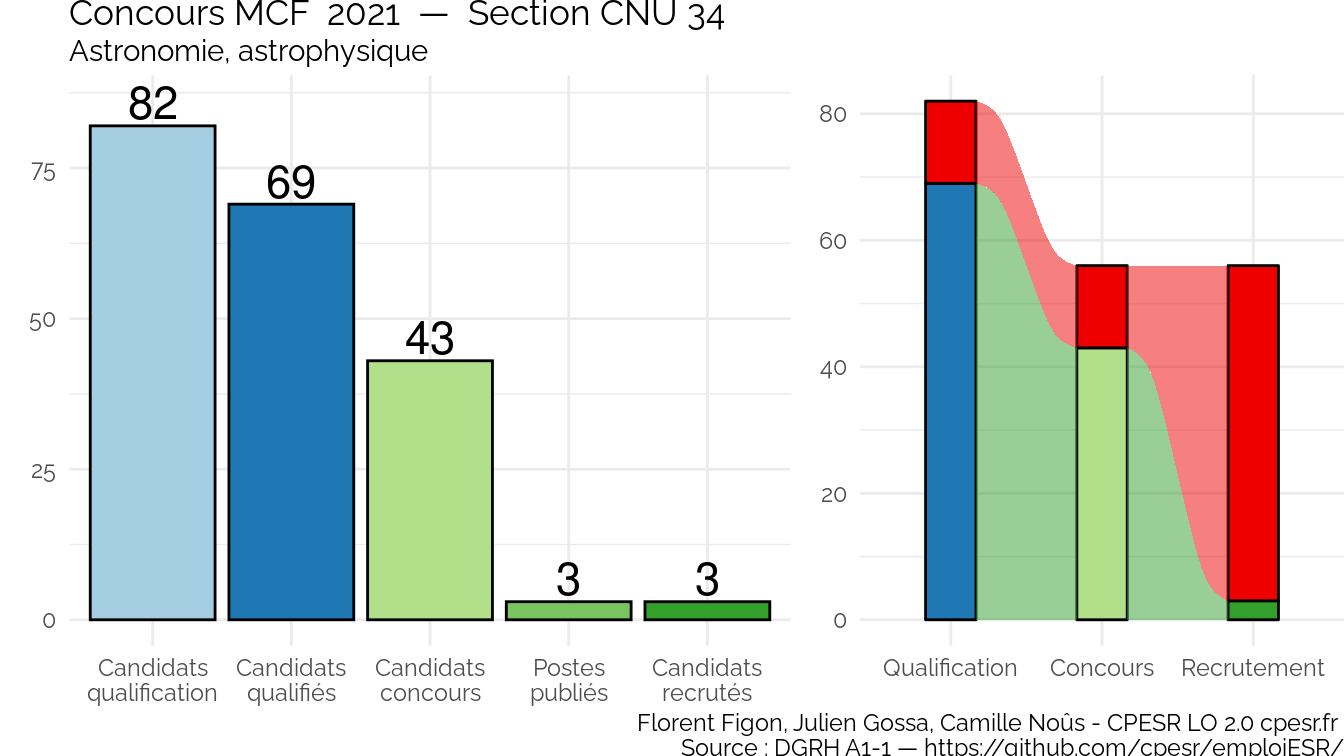 Concours MCF 2021 — Section CNU 34
Astronomie, astrophysique
82
69
43
3
3
75
50
25
0
Candidats qualification
Candidats qualifiés
Candidats concours
Postes publiés
Candidats recrutés
80
60
40
20
0
Qualification
Concours
Recrutement
Florent Figon, Julien Gossa, Camille Noûs - CPESR LO 2.0 cpesr.fr
Source : DGRH A1-1 — https://github.com/cpesr/emploiESR/